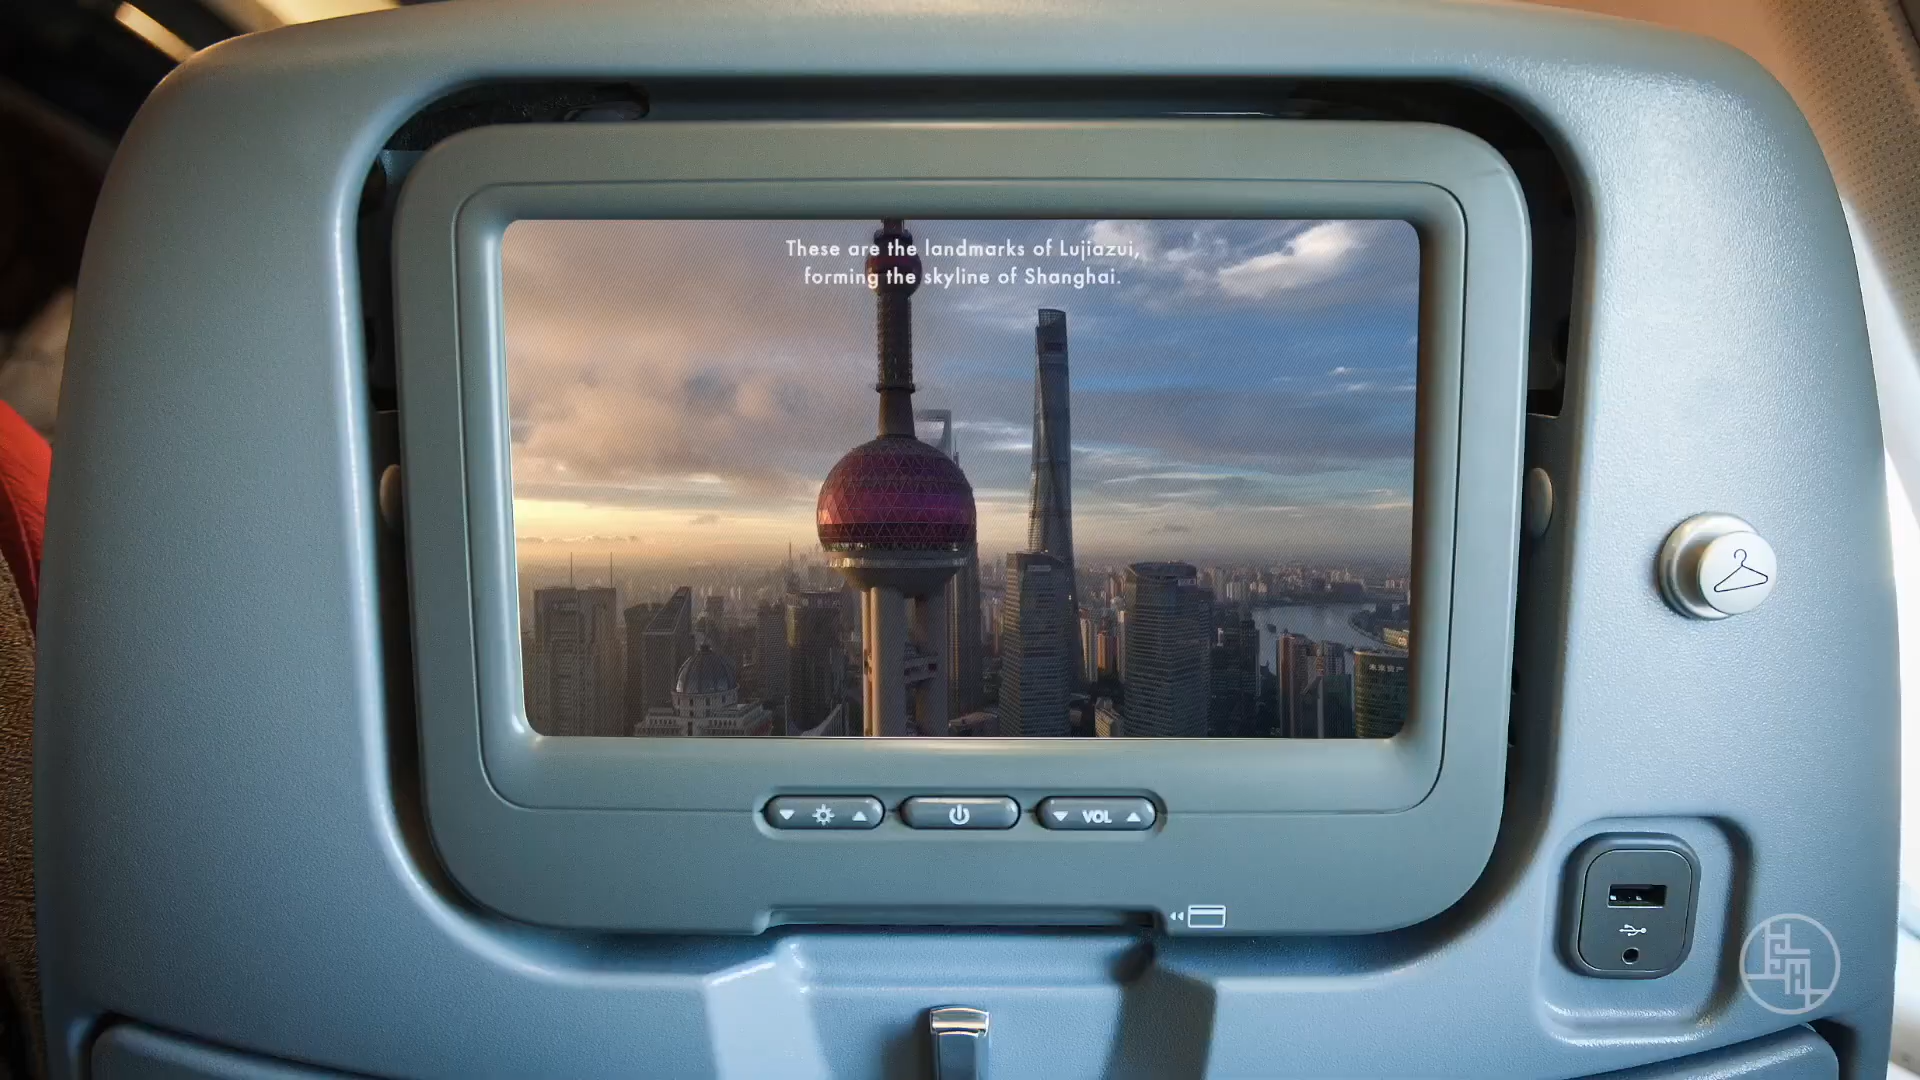 These are the landmarks of Lujiazui,
forming the skyline of Shanghai.
VOL